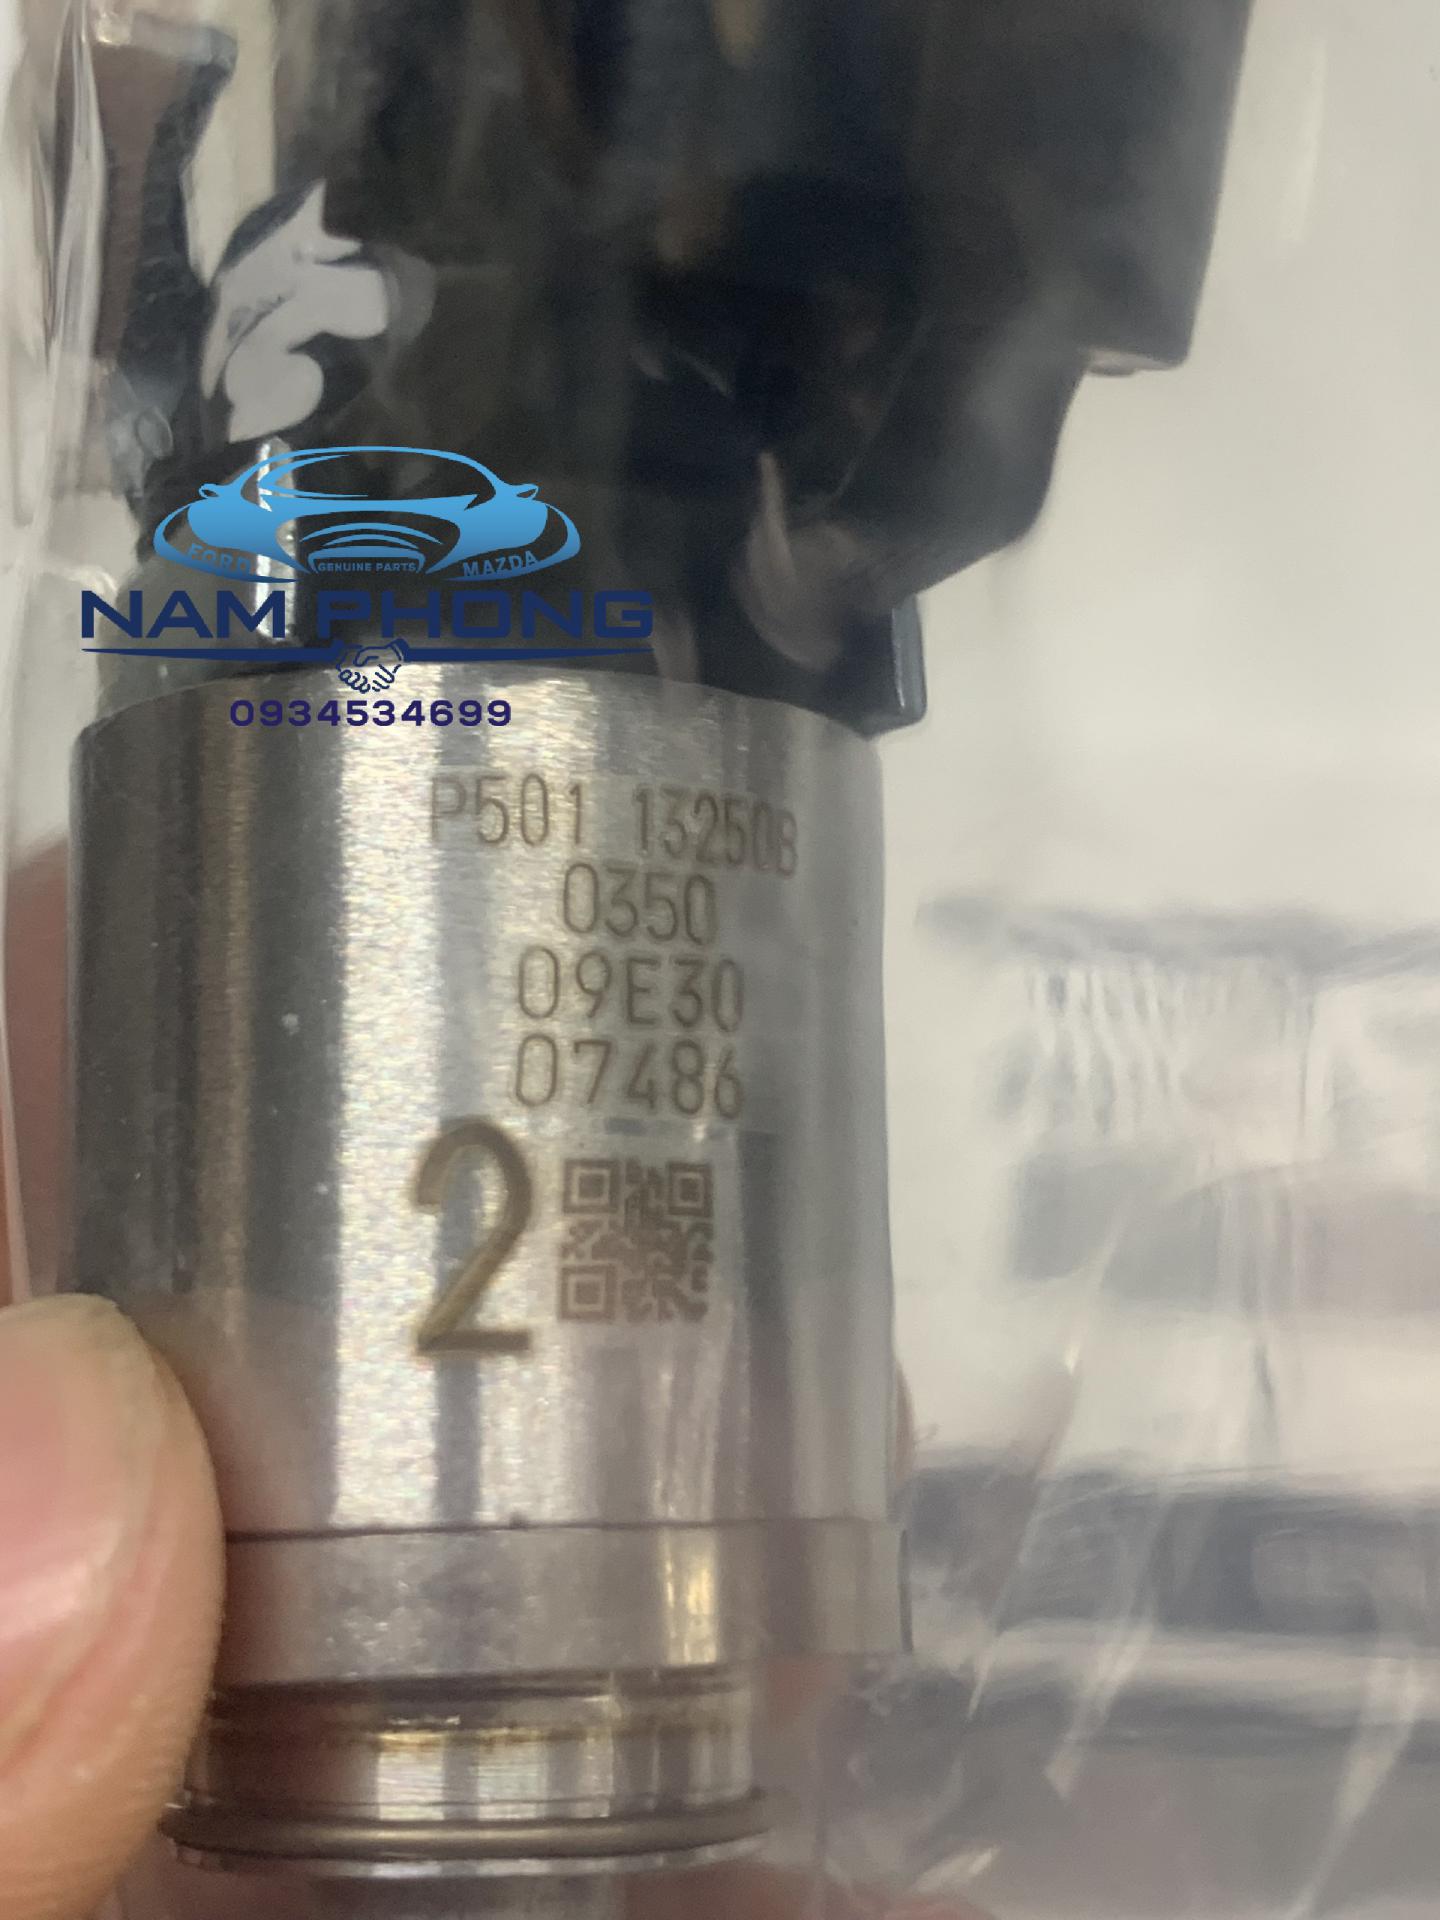 FORD
GENUINE PARTS
MAZDA
NAM PHONG
0934534699
P501 13250B
0350
09E30
07486
2